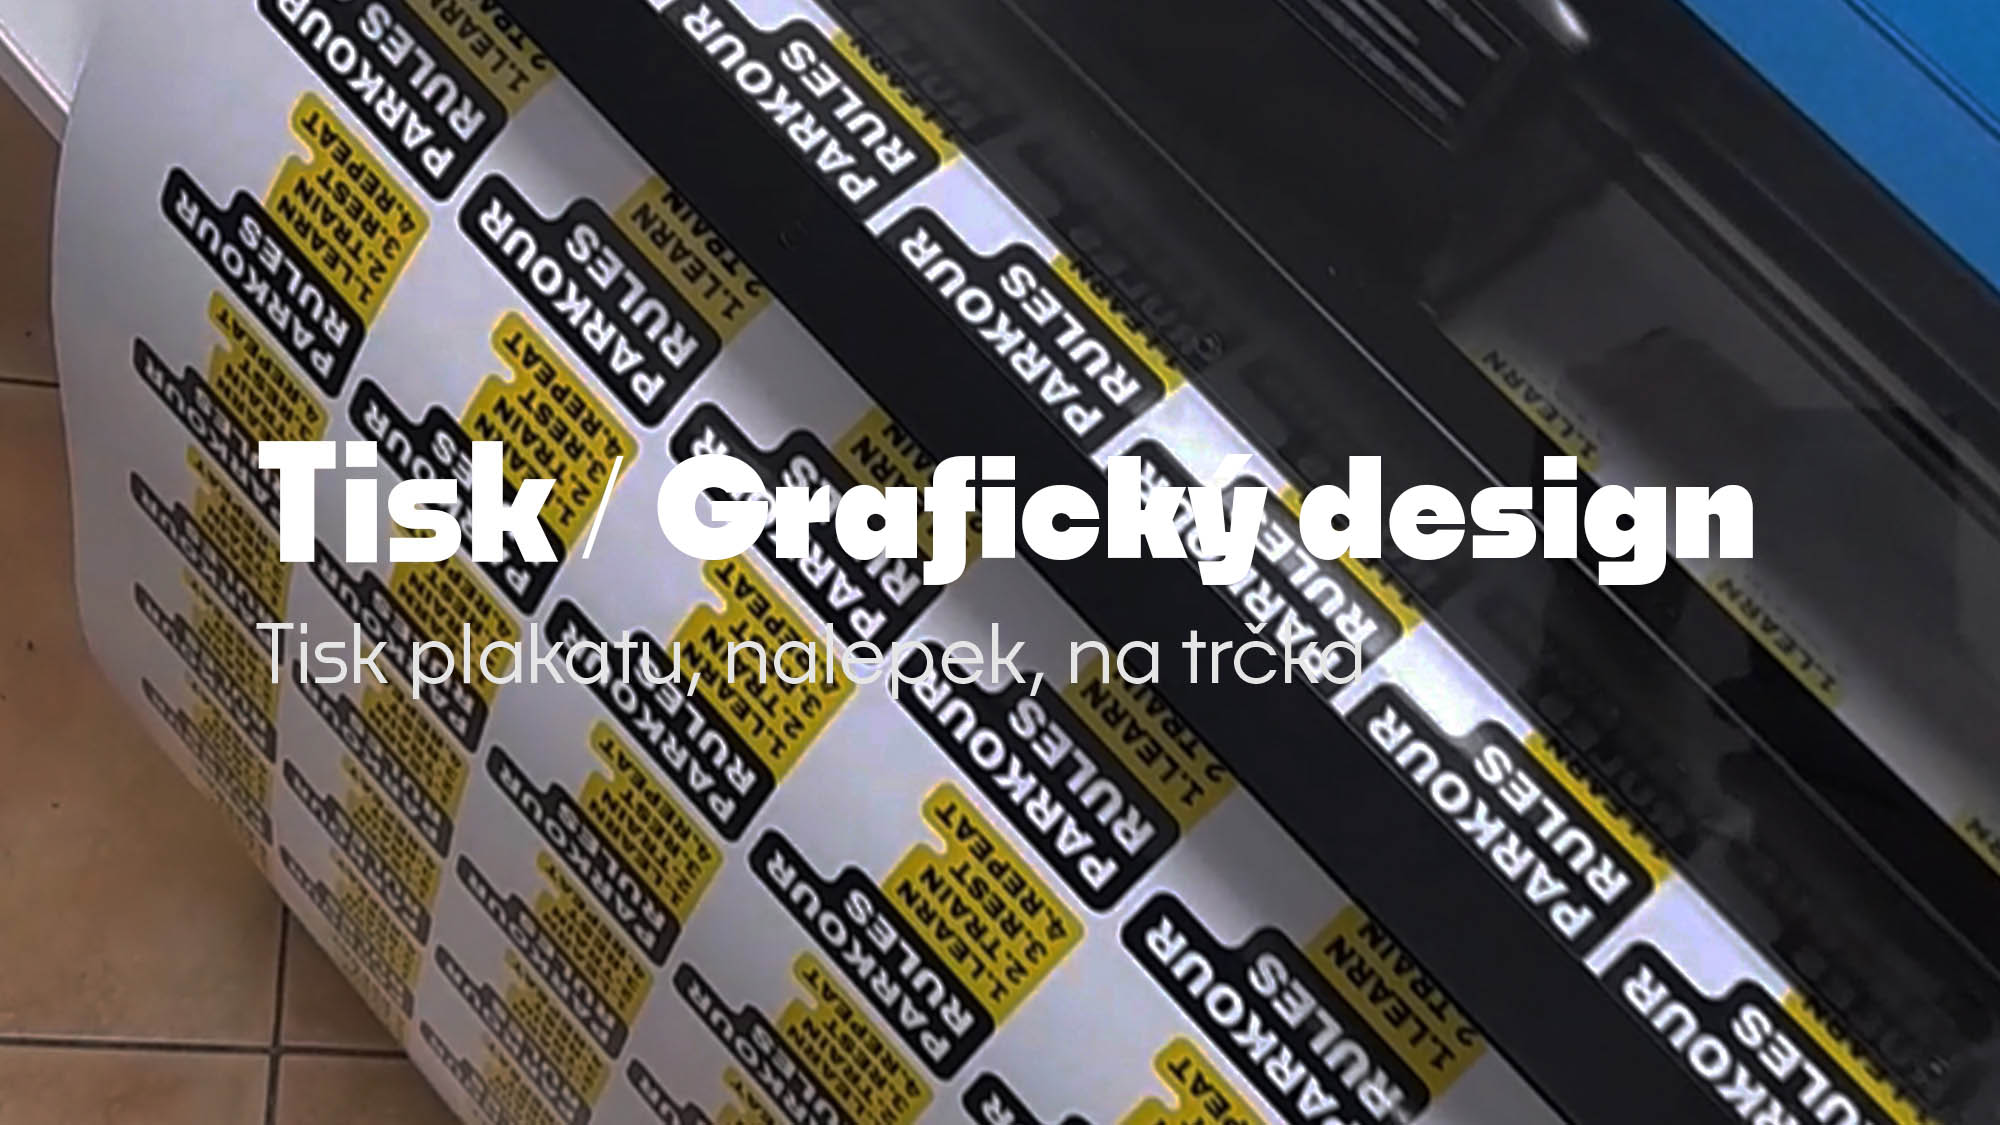 Tisk / Grafický design
Tisk plakatu, nalepek, na trčka
PARKOUR
RULES
1.LEARN
2.TRAIN
3.REST
4.REPEAT